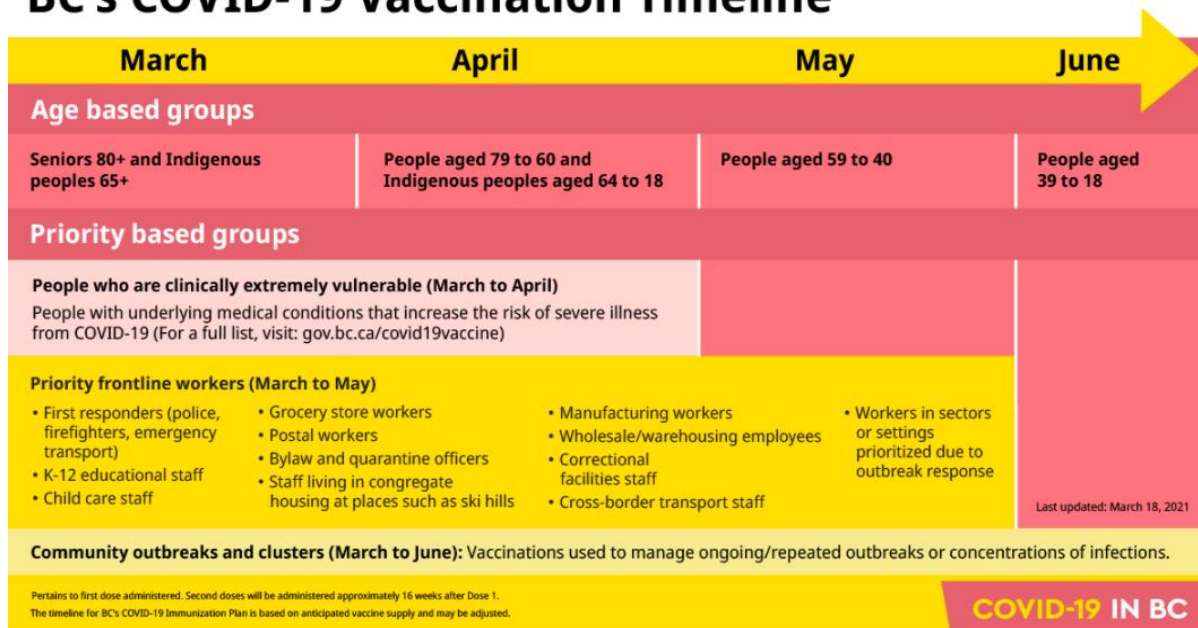 BC's COVID-19 Vaccination Timeline
March April May June
Age based groups
Seniors 80+ and Indigenous
peoples 65+
People aged 79 to 60 and
Indigenous peoples aged 64 to 18
People aged 59 to 40
People aged
39 to 18
Priority based groups
People who are clinically extremely vulnerable (March to April)
People with underlying medical conditions that increase the risk of severe illness
from COVID-19 (For a full list, visit: gov.bc.ca/covid19vaccine)
Priority frontline workers (March to May)
• First responders (police,
firefighters, emergency
transport)
• K-12 educational staff
• Child care staff
• Grocery store workers
• Postal workers
• Bylaw and quarantine officers
• Staff living in congregate
housing at places such as ski hills
• Manufacturing workers
• Wholesale/warehousing employees
• Correctional
facilities staff
• Cross-border transport staff
• Workers in sectors
or settings
prioritized due to
outbreak response
Last updated: March 18, 2021
Community outbreaks and clusters (March to June): Vaccinations used to manage ongoing/repeated outbreaks or concentrations of infections.
Pertains to first dose administered. Second doses will be administered approximately 16 weeks after Dose 1.
The timeline for BC's COVID-19 Immunization Plan is based on anticipated vaccine supply and may be adjusted.
COVID-19 IN BC